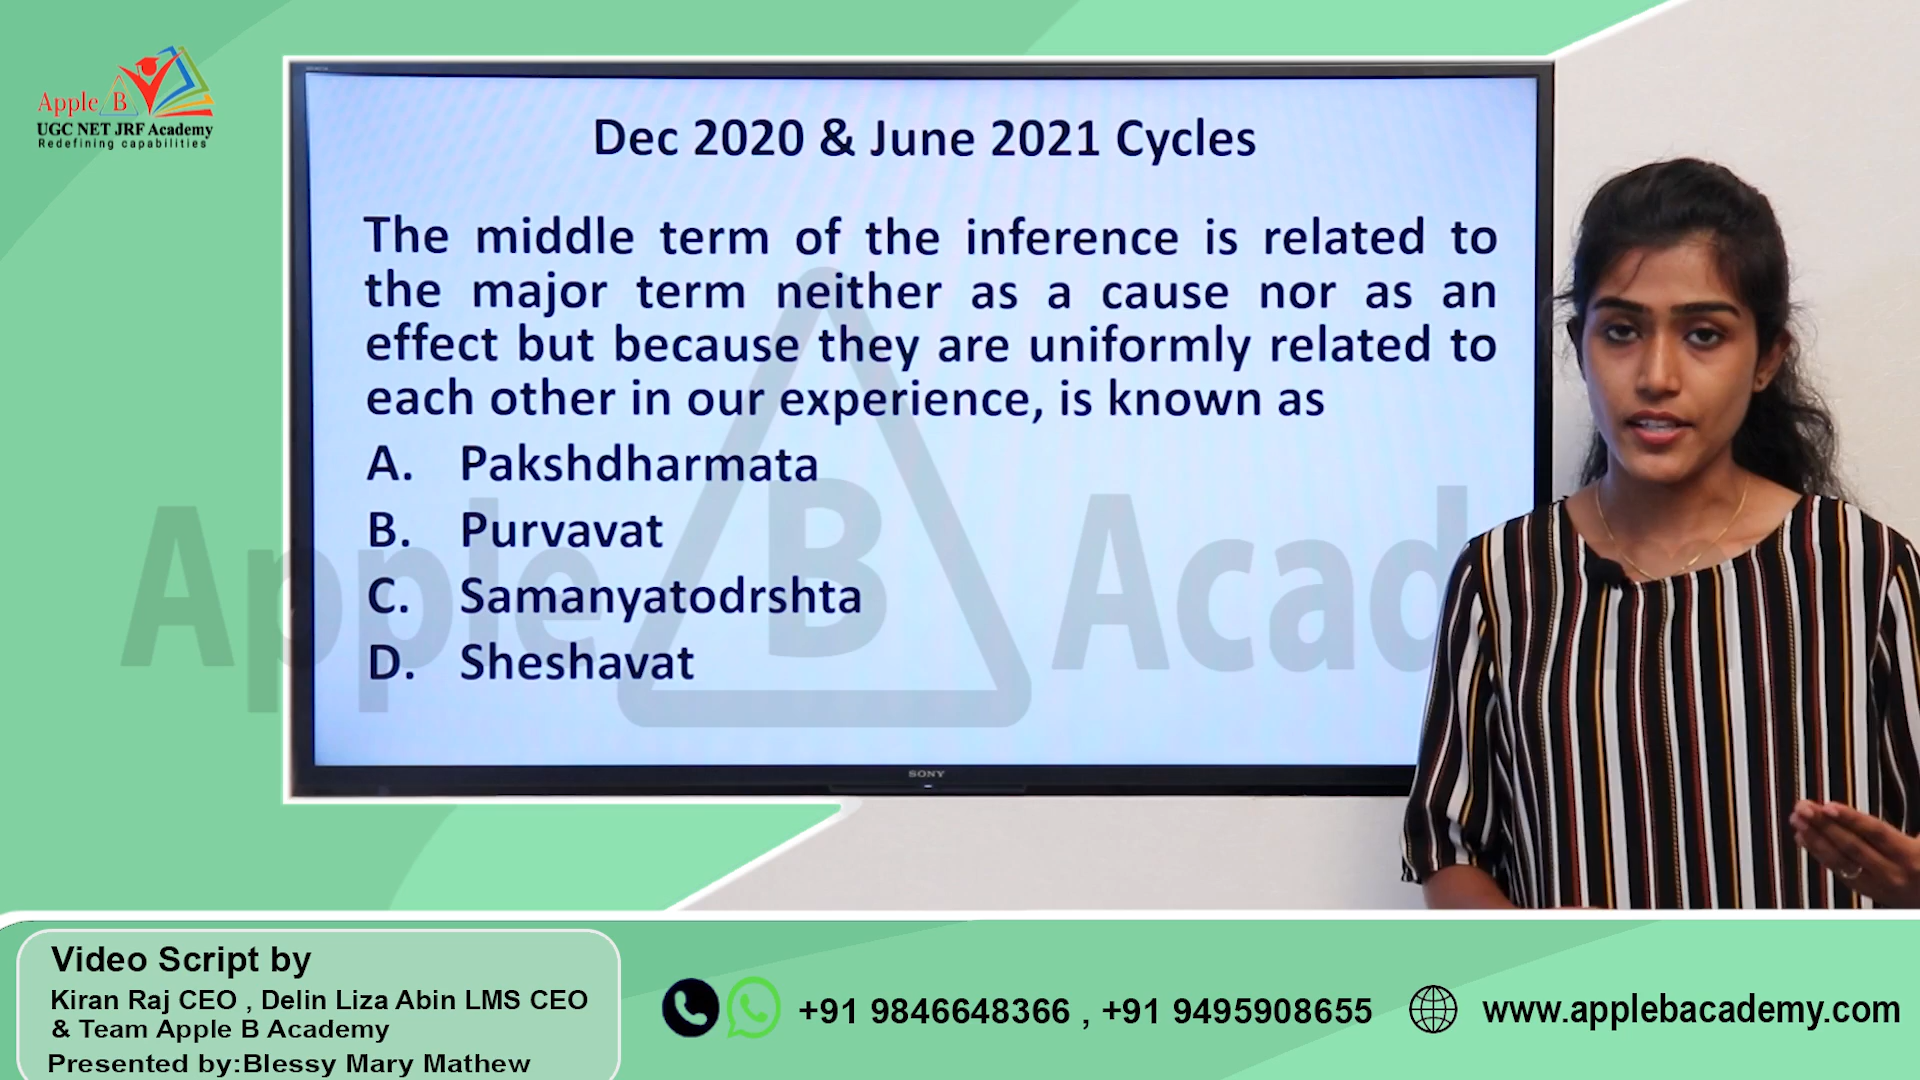 Apple B
UGC NET JRF Academy
Redefining capabilities
Dec 2020 & June 2021 Cycles
The middle term of the inference is related to
the major term neither as a cause nor as an
effect but because they are uniformly related to
each other in our experience, is known as
A. Pakshdharmata
B. Purvavat
C. Samanyatodrshta
D. Sheshavat
Apple B Academy
SONY
Video Script by
Kiran Raj CEO , Delin Liza Abin LMS CEO
& Team Apple B Academy
Presented by:Blessy Mary Mathew
+91 9846648366 , +91 9495908655
www.applebacademy.com